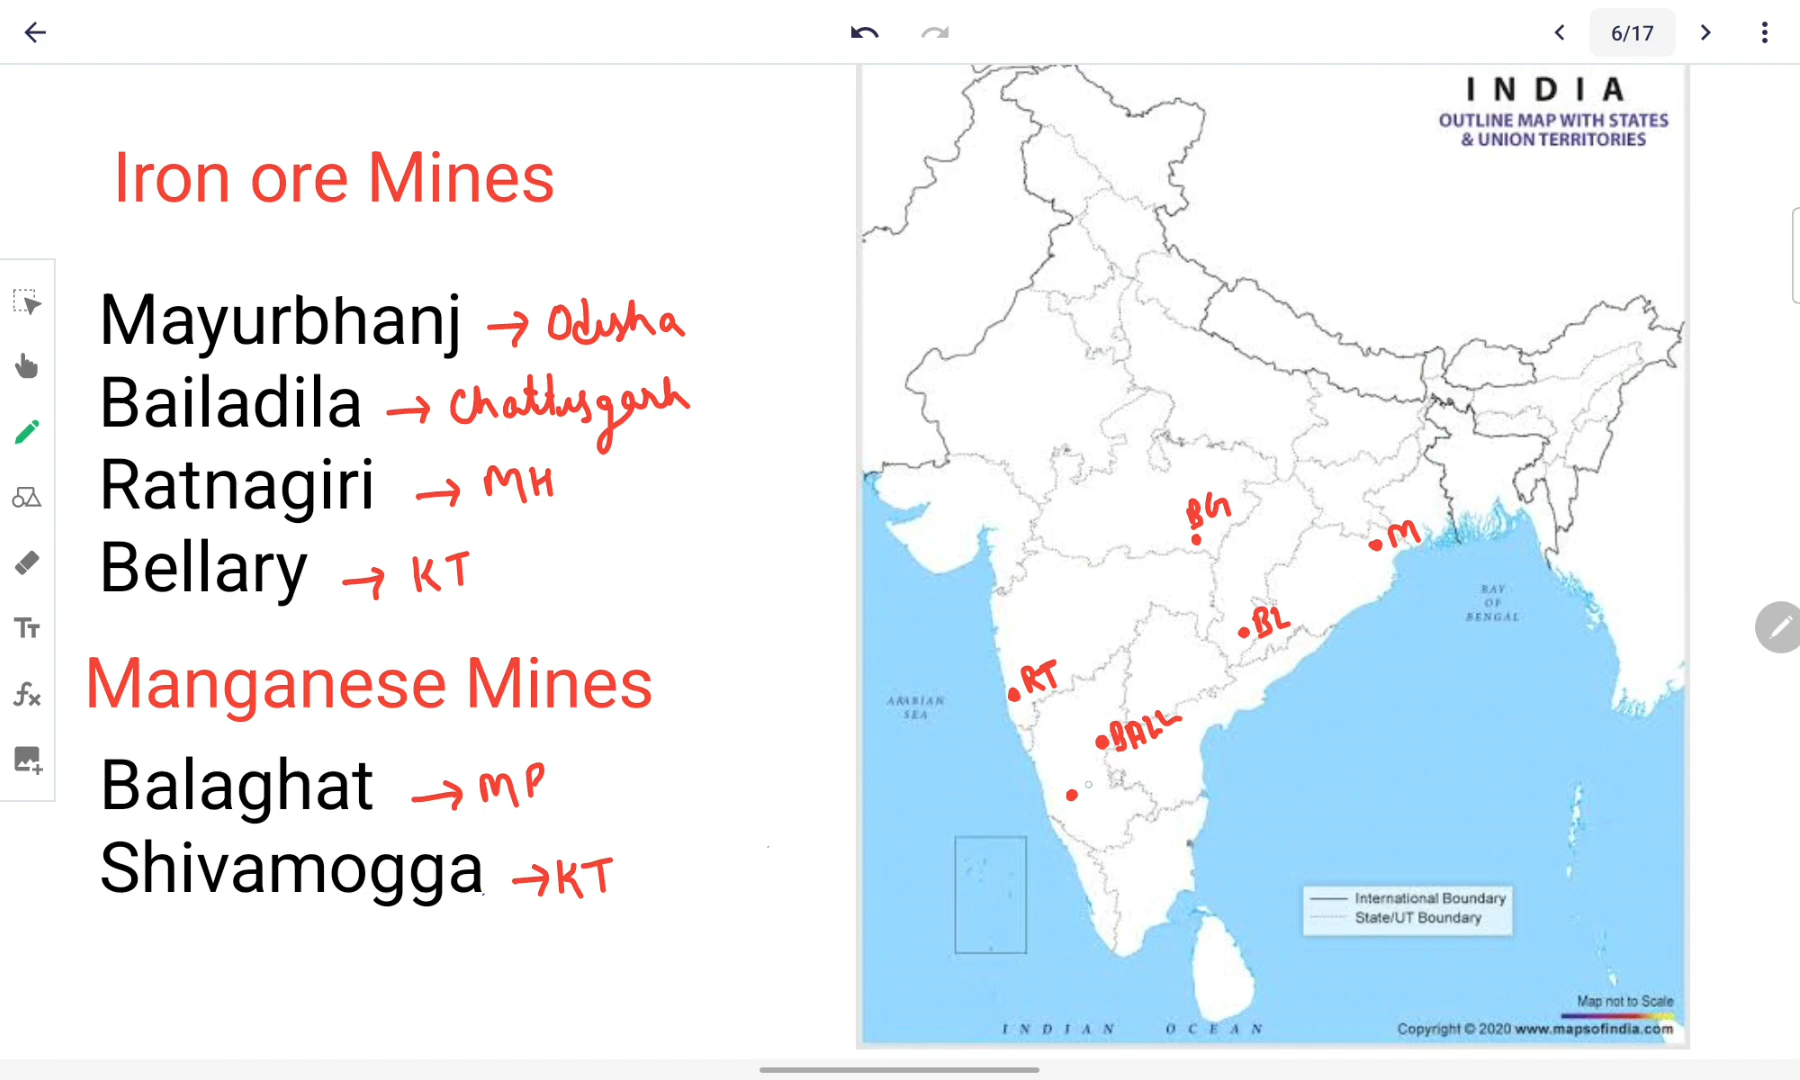 6/17
Iron ore Mines
Mayurbhanj → Odisha
Bailadila → Chattisgarh
Ratnagiri → MH
Bellary → KT
Manganese Mines
Balaghat → MP
Shivamogga → KT
INDIA
OUTLINE MAP WITH STATES
& UNION TERRITORIES
BG
M
BL
RT
BALL
BAY
OF
BENGAL
ARABIAN
SEA
International Boundary
State/UT Boundary
Map not to Scale
INDIAN OCEAN
Copyright © 2020 www.mapsofindia.com
Tт
fx